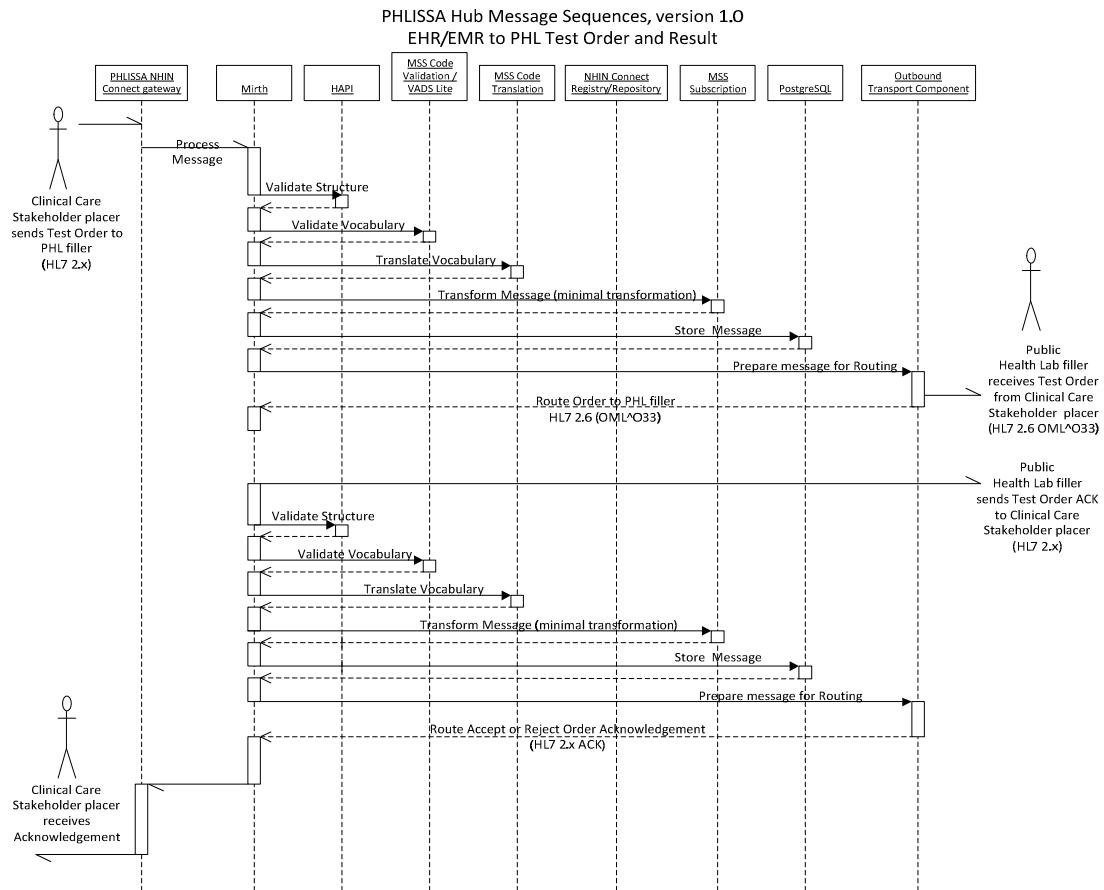 PHLISSA Hub Message Sequences, version 1.0
EHR/EMR to PHL Test Order and Result
PHLISSA NHIN
Connect gateway
Mirth
HAPI
MSS Code
Validation /
VADS Lite
MSS Code
Translation
NHIN Connect
Registry/Repository
MSS
Subscription
PostgreSQL
Outbound
Transport Component
Clinical Care
Stakeholder placer
sends Test Order to
PHL filler
(HL7 2.x)
Process
Message
Validate Structure
Validate Vocabulary
Translate Vocabulary
Transform Message (minimal transformation)
Store Message
Prepare message for Routing
Route Order to PHL filler
HL7 2.6 (OML^O33)
Public
Health Lab filler
receives Test Order
from Clinical Care
Stakeholder placer
(HL7 2.6 OML^O33)
Public
Health Lab filler
sends Test Order ACK
to Clinical Care
Stakeholder placer
(HL7 2.x)
Validate Structure
Validate Vocabulary
Translate Vocabulary
Transform Message (minimal transformation)
Store Message
Prepare message for Routing
Route Accept or Reject Order Acknowledgement
(HL7 2.x ACK)
Clinical Care
Stakeholder placer
receives
Acknowledgement